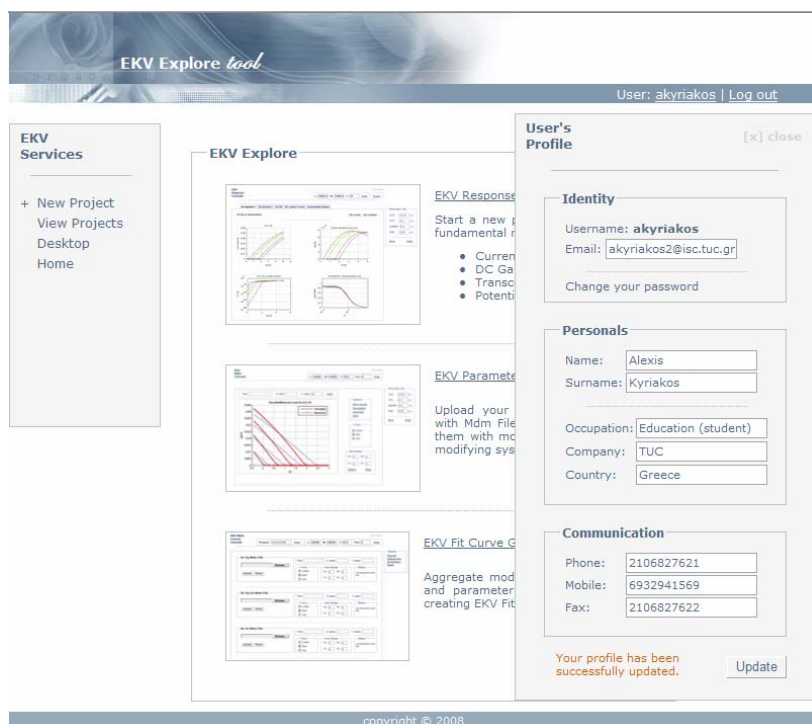 EKV Explore tool
User: akyriakos | Log out
EKV
Services
+ New Project
View Projects
Desktop
Home
EKV Explore
EKV Response
Start a new p
fundamental r
• Curren
• DC Ga
• Transc
• Potenti
EKV Paramete
Upload your
with Mdm File
them with mo
modifying sys
EKV Fit Curve G
Aggregate mod
and parameter
creating EKV Fit
User's
Profile
[x] close
Identity
Username: akyriakos
Email: akyriakos2@isc.tuc.gr
Change your password
Personals
Name: Alexis
Surname: Kyriakos
Occupation: Education (student)
Company: TUC
Country: Greece
Communication
Phone: 2106827621
Mobile: 6932941569
Fax: 2106827622
Your profile has been
successfully updated.
Update
copyright © 2008